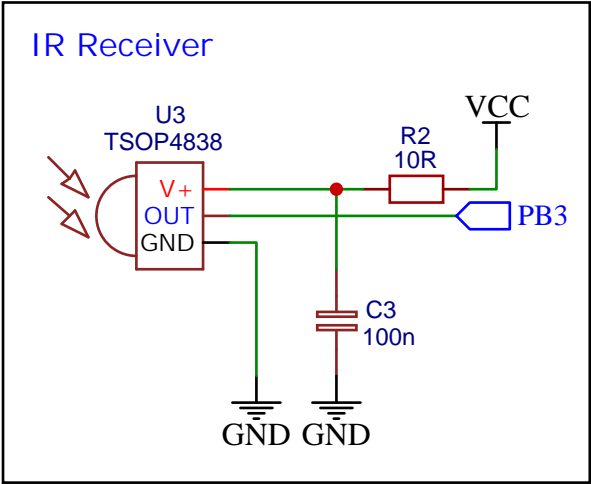 IR Receiver
U3
TSOP4838
V+
OUT
GND
R2
10R
VCC
PB3
C3
100n
GND
GND